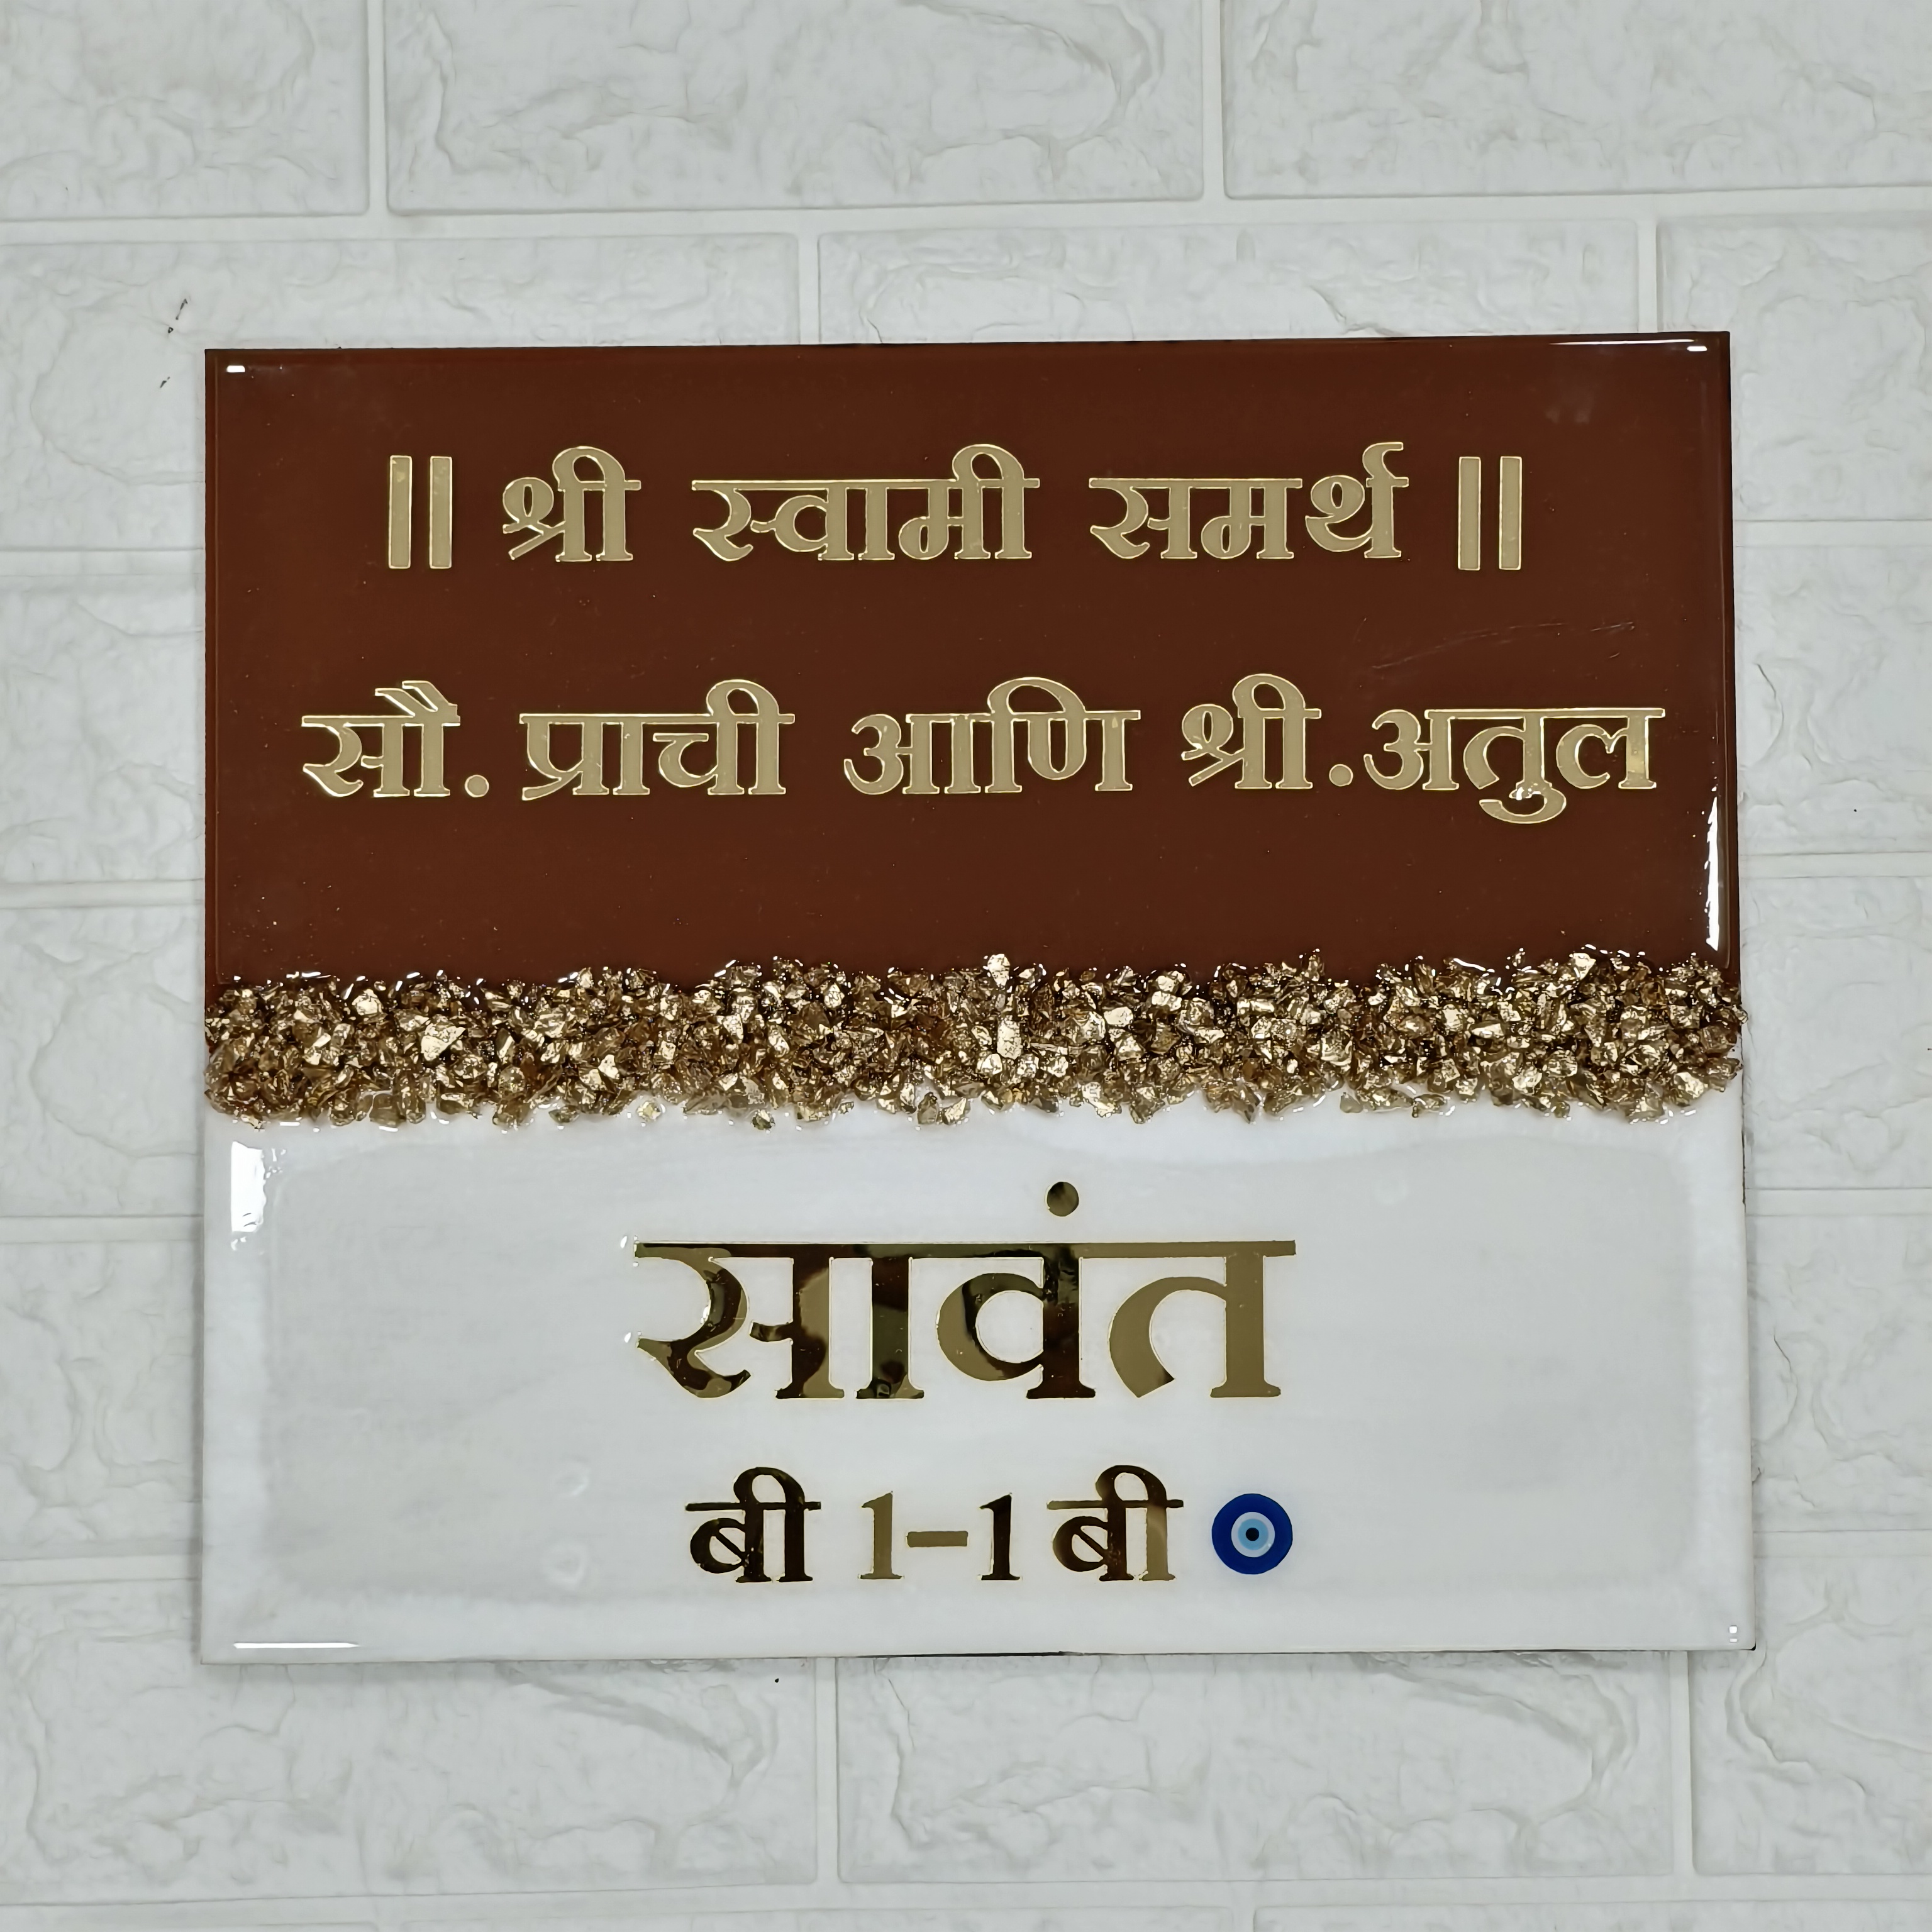 || श्री स्वामी समर्थ ||
सौ. प्राची आणि श्री.अतुल
सावंत
बी 1-1 बी